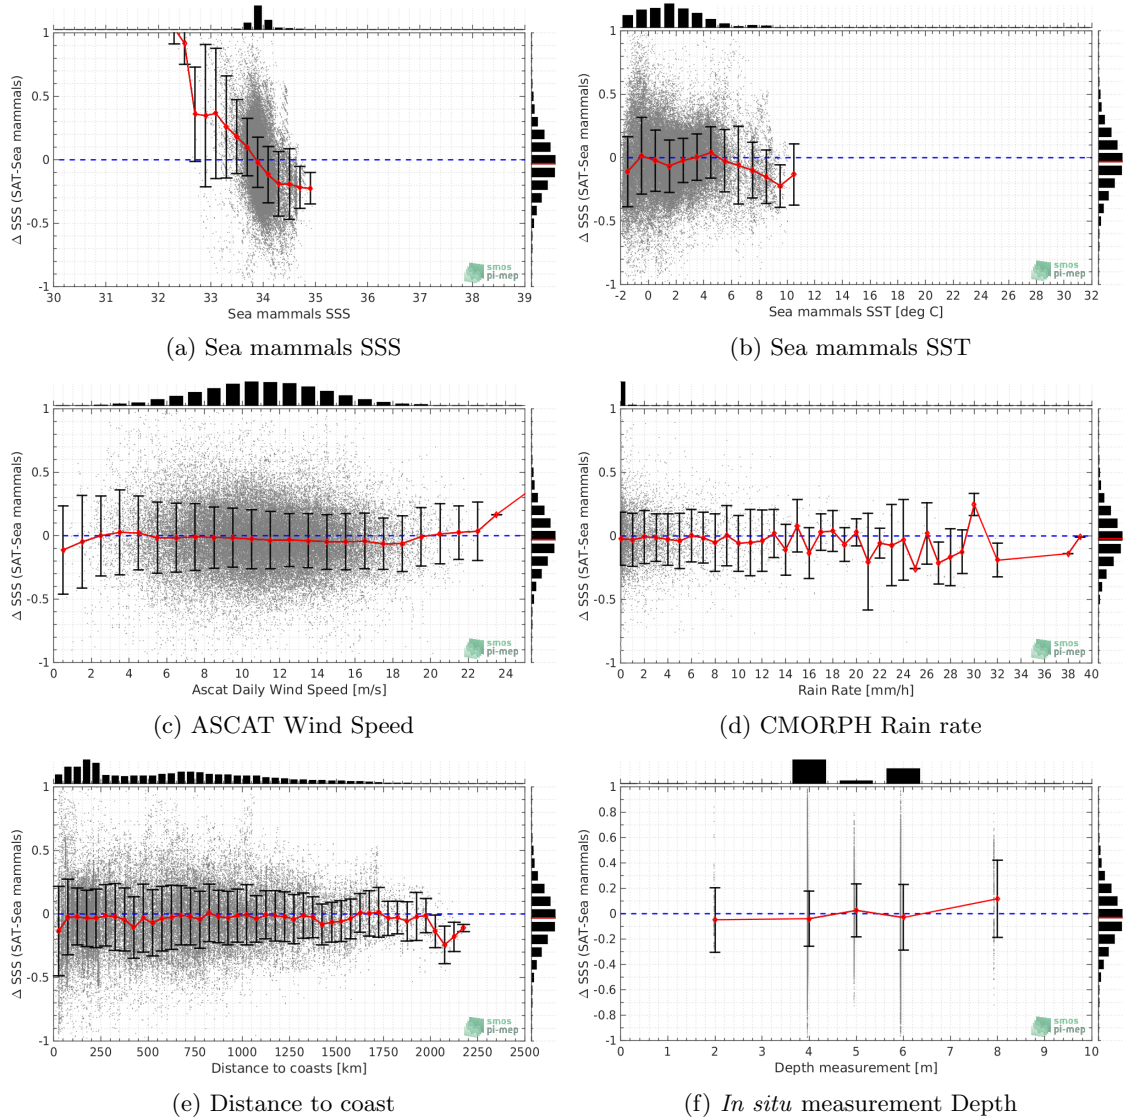 Δ SSS (SAT-Sea mammals)
1
0.5
0
-0.5
-1
30 31 32 33 34 35 36 37 38 39
Sea mammals SSS
smos
pi-mep
(a) Sea mammals SSS
Δ SSS (SAT-Sea mammals)
1
0.5
0
-0.5
-1
-2 0 2 4 6 8 10 12 14 16 18 20 22 24 26 28 30 32
Sea mammals SST [deg C]
smos
pi-mep
(b) Sea mammals SST
Δ SSS (SAT-Sea mammals)
1
0.5
0
-0.5
-1
0 2 4 6 8 10 12 14 16 18 20 22 24
Ascat Daily Wind Speed [m/s]
smos
pi-mep
(c) ASCAT Wind Speed
Δ SSS (SAT-Sea mammals)
1
0.5
0
-0.5
-1
0 2 4 6 8 10 12 14 16 18 20 22 24 26 28 30 32 34 36 38 40
Rain Rate [mm/h]
smos
pi-mep
(d) CMORPH Rain rate
Δ SSS (SAT-Sea mammals)
1
0.5
0
-0.5
-1
0 250 500 750 1000 1250 1500 1750 2000 2250 2500
Distance to coasts [km]
smos
pi-mep
(e) Distance to coast
Δ SSS (SAT-Sea mammals)
1
0.8
0.6
0.4
0.2
0
-0.2
-0.4
-0.6
-0.8
-1
0 1 2 3 4 5 6 7 8 9 10
Depth measurement [m]
smos
pi-mep
(f) In situ measurement Depth